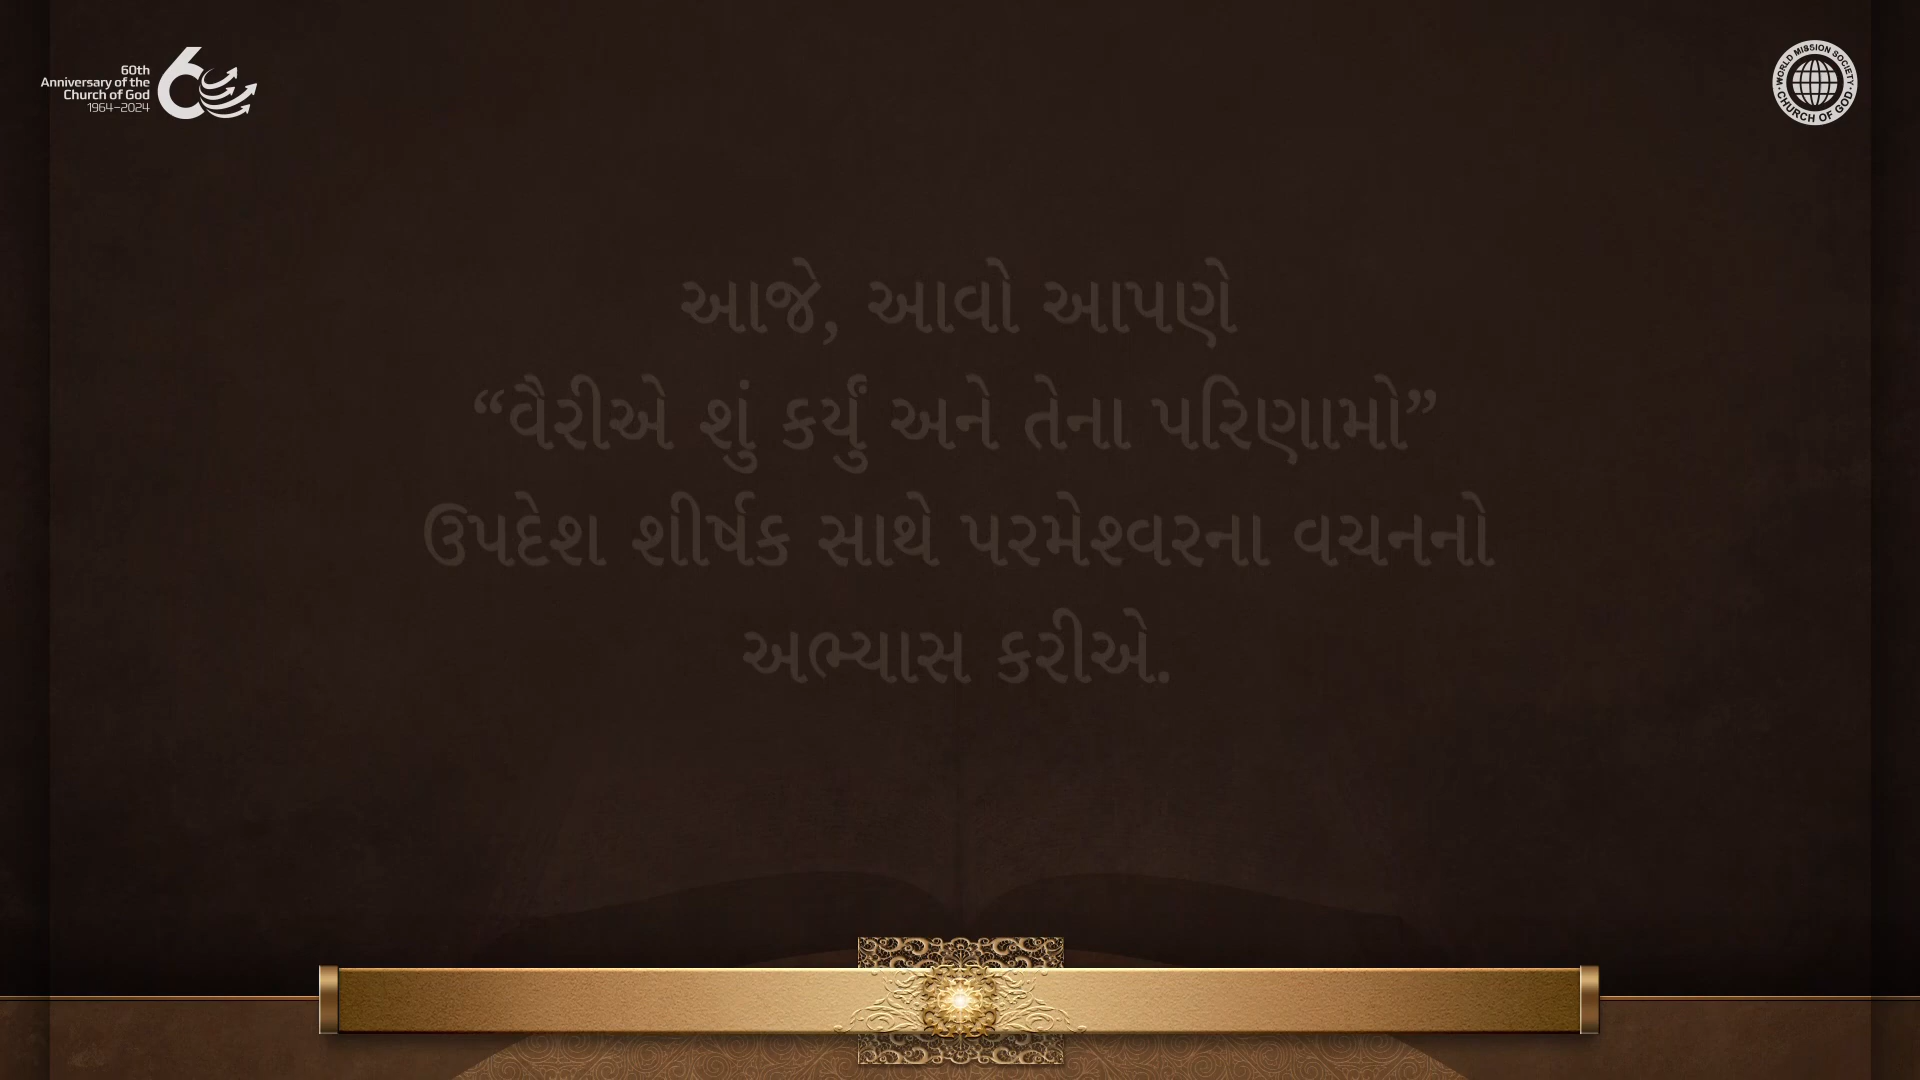 60th
Anniversary of the
Church of God
1964–2024
60
WORLD MISSION SOCIETY
CHURCH OF GOD
આજે, આવો આપણે
“વૈરીએ શું કર્યું અને તેના પરિણામો”
ઉપદેશ શીર્ષક સાથે પરમેશ્વરના વચનનો
અભ્યાસ કરીએ.